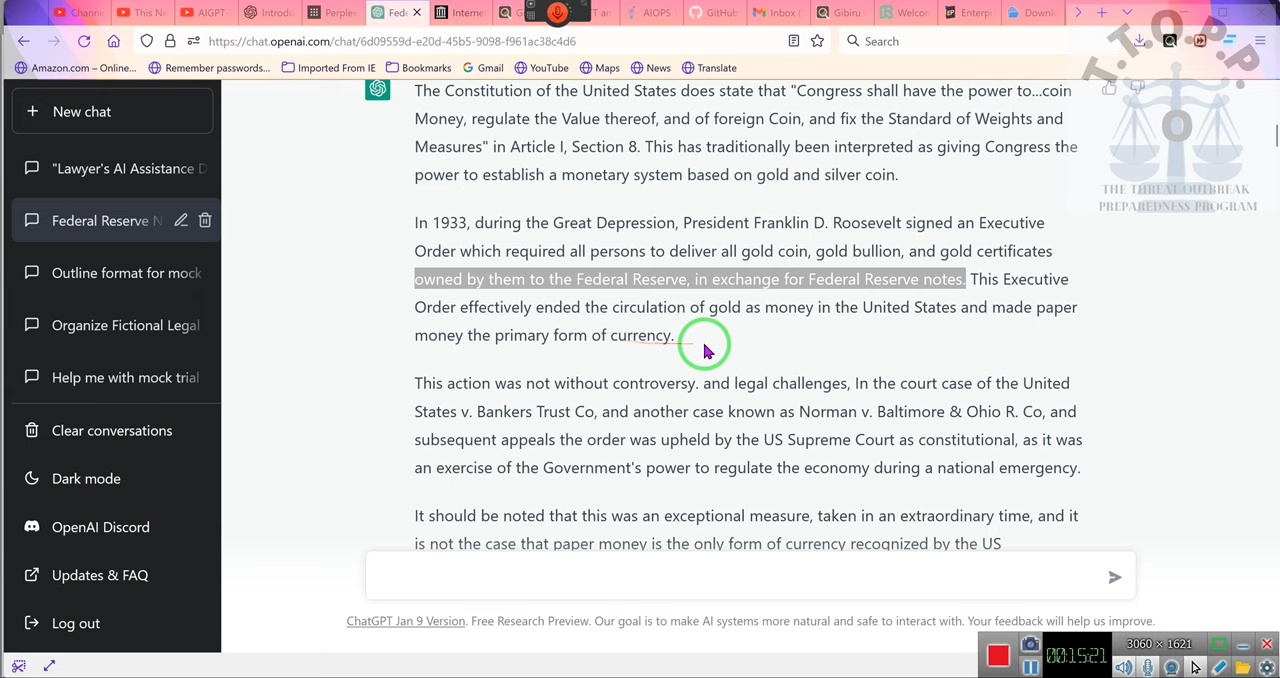 Channe
This Ne
AIGPT-
Introdu
Perplex
Fede
Internet
G
T an
AIOPS
GitHub
Inbox (
Gibiru
Welcon
Enterpr
Downl
https://chat.openai.com/chat/6d09559d-e20d-45b5-9098-f961ac38c4d6
Search
Amazon.com – Online...
Remember passwords...
Imported From IE
Bookmarks
Gmail
YouTube
Maps
News
Translate
T.T.O.P.P.
THE THREAT OUTBREAK
PREPAREDNESS PROGRAM
New chat
"Lawyer's AI Assistance D
Federal Reserve N
Outline format for mock
Organize Fictional Legal
Help me with mock trial
Clear conversations
Dark mode
OpenAI Discord
Updates & FAQ
Log out
The Constitution of the United States does state that "Congress shall have the power to...coin
Money, regulate the Value thereof, and of foreign Coin, and fix the Standard of Weights and
Measures" in Article I, Section 8. This has traditionally been interpreted as giving Congress the
power to establish a monetary system based on gold and silver coin.
In 1933, during the Great Depression, President Franklin D. Roosevelt signed an Executive
Order which required all persons to deliver all gold coin, gold bullion, and gold certificates
owned by them to the Federal Reserve, in exchange for Federal Reserve notes. This Executive
Order effectively ended the circulation of gold as money in the United States and made paper
money the primary form of currency.
This action was not without controversy. and legal challenges, In the court case of the United
States v. Bankers Trust Co, and another case known as Norman v. Baltimore & Ohio R. Co, and
subsequent appeals the order was upheld by the US Supreme Court as constitutional, as it was
an exercise of the Government's power to regulate the economy during a national emergency.
It should be noted that this was an exceptional measure, taken in an extraordinary time, and it
is not the case that paper money is the only form of currency recognized by the US
ChatGPT Jan 9 Version. Free Research Preview. Our goal is to make AI systems more natural and safe to interact with. Your feedback will help us improve.
3060 × 1621
00:15:21